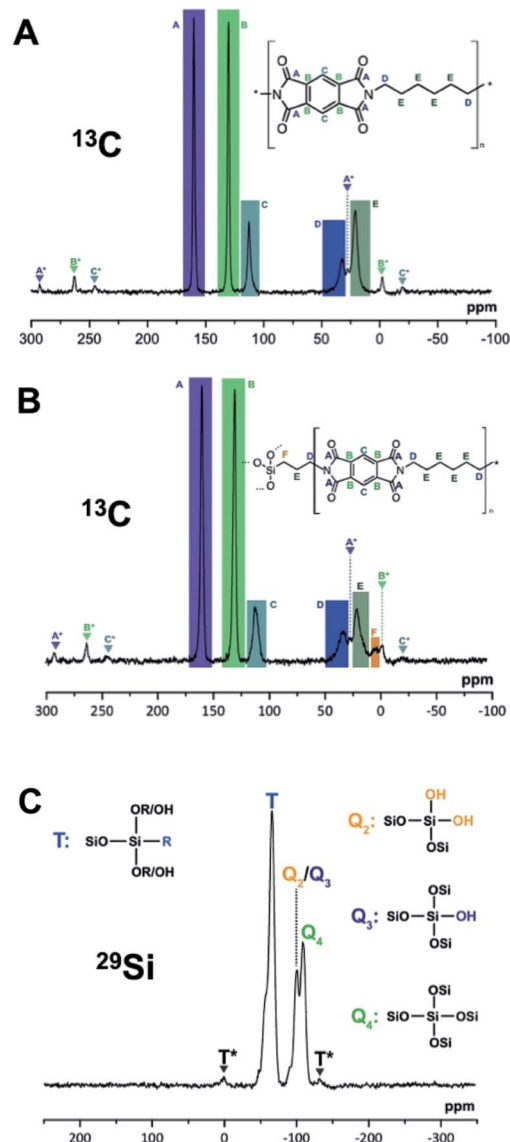 A
A
B
C
A
A
B
B
B
B
C
A
A
N
N
O
O
O
O
D
E
E
E
E
D
n
13C
C
D
A*
E
A*
B*
C*
B*
C*
ppm
300 250 200 150 100 50 0 -50 -100
B
A
B
O
O
O
Si
F
E
D
C
A
A
B
B
B
B
C
A
A
N
N
O
O
O
O
D
E
E
E
E
D
n
13C
A*
B*
C
D
E
F
A*
B*
C*
C*
ppm
300 250 200 150 100 50 0 -50 -100
C
T:
OR/OH
SiO Si R
OR/OH
T
Q2/Q3
Q4
Q2:
OH
SiO Si OH
OSi
Q3:
OSi
SiO Si OH
OSi
Q4:
OSi
SiO Si OSi
OSi
29Si
T*
T*
ppm
200 100 0 -100 -200 -300